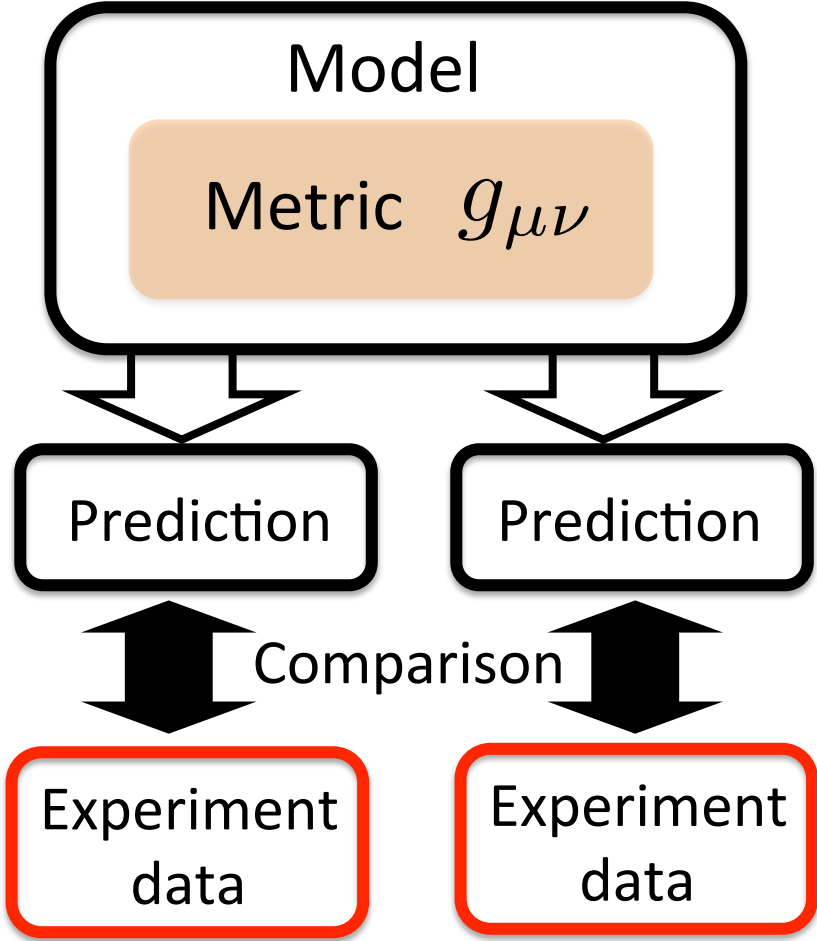 Model
Metric g_{μν}
Prediction Prediction
Comparison
Experiment data
Experiment data